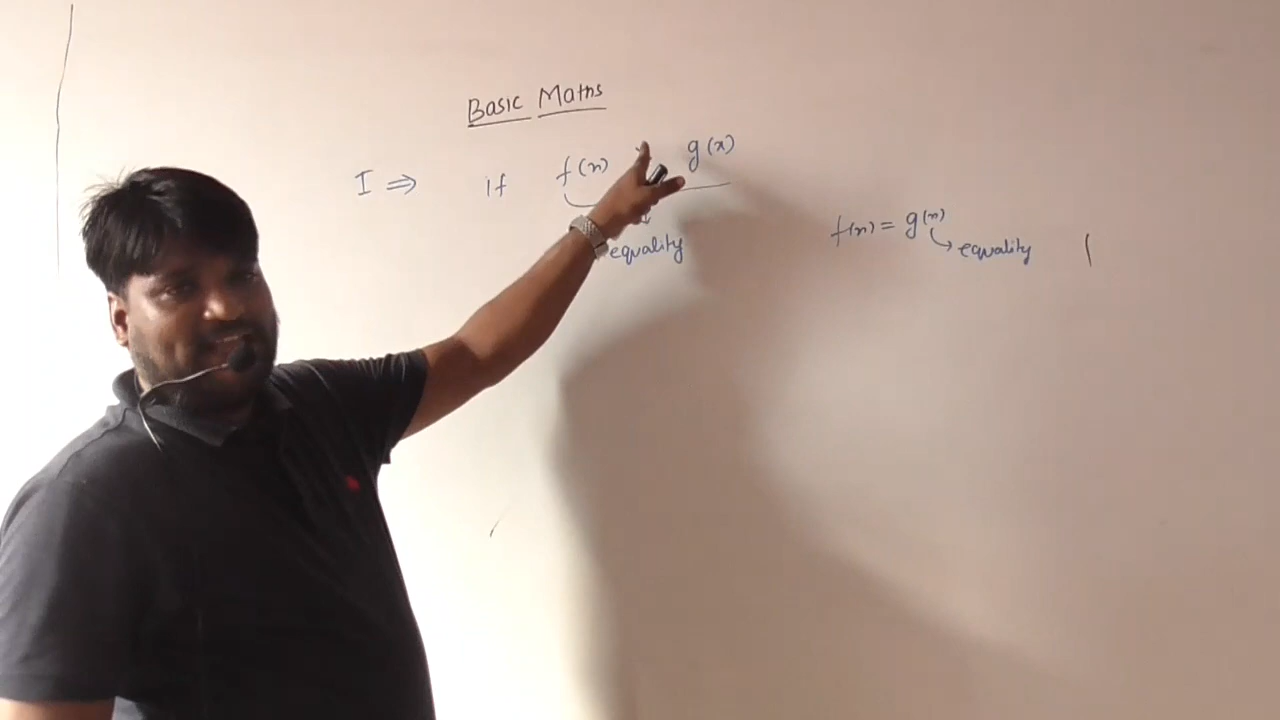 Basic Maths
I ⇒ if f(x) g(x)
f(x) = g(x)
equality
equality